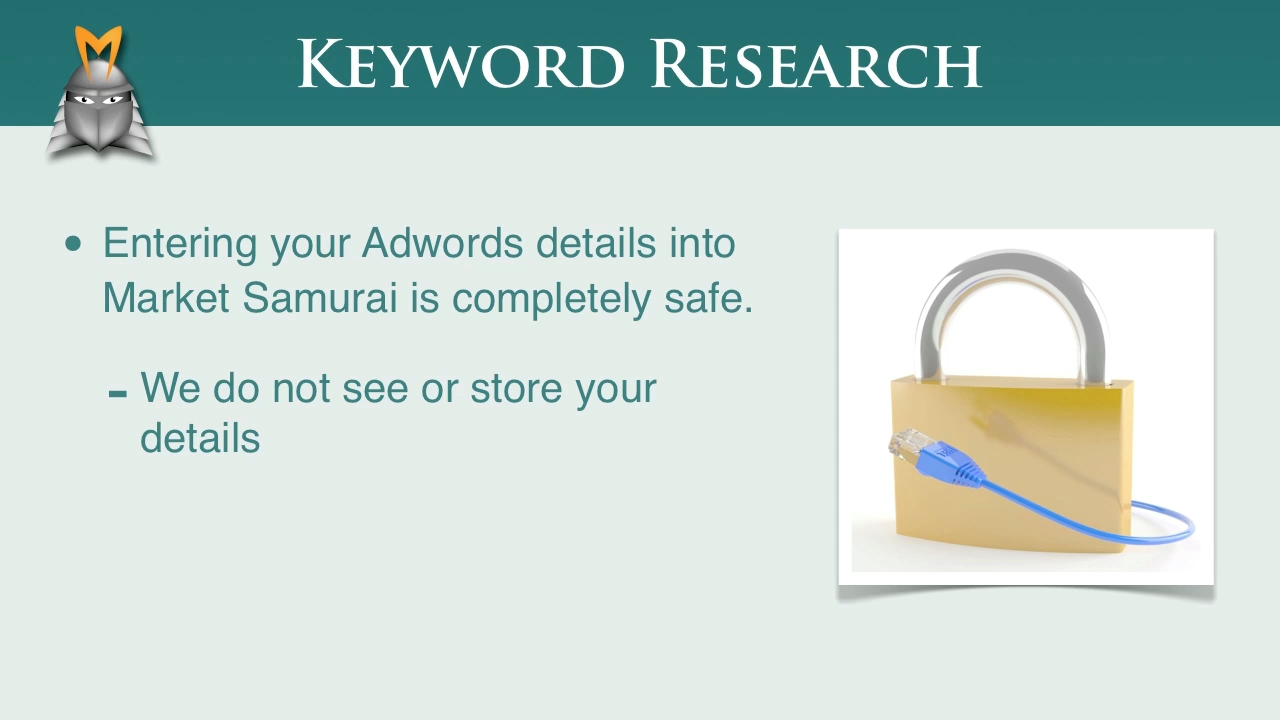 KEYWORD RESEARCH
• Entering your Adwords details into
Market Samurai is completely safe.
- We do not see or store your
details